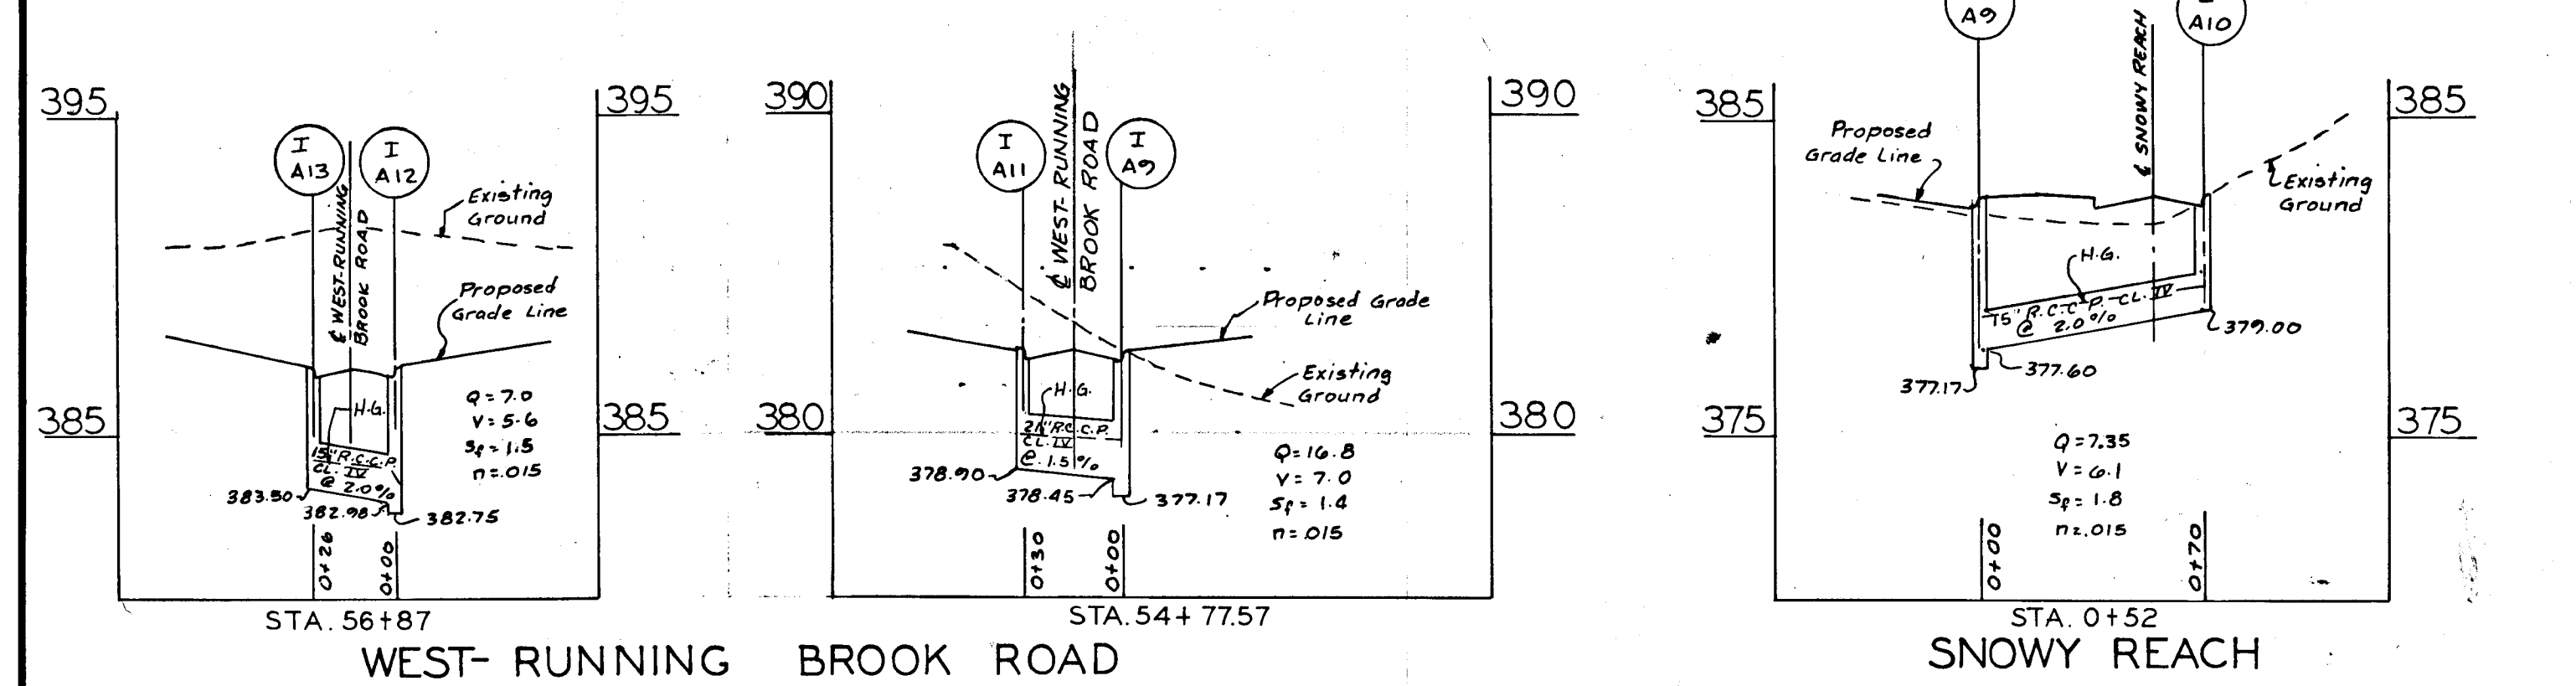 395
395
I
A13
I
A12
℄ WEST-RUNNING
BROOK ROAD
Existing
Ground
Proposed
Grade Line
H.G.
Q = 7.0
V = 5.6
Sf = 1.5
n = .015
385
385
15" R.C.C.P.
CL. IV
@ 2.0%
383.50
382.98
382.75
0+26
0+00
STA. 56+87
390
390
I
A11
I
A9
℄ WEST-RUNNING
BROOK ROAD
Proposed Grade
Line
Existing
Ground
H.G.
380
380
21" R.C.C.P.
CL. IV
@ 1.5%
378.90
378.45
377.17
Q = 16.8
V = 7.0
Sf = 1.4
n = .015
0+30
0+00
STA. 54+77.57
WEST- RUNNING BROOK ROAD
A9
A10
℄ SNOWY REACH
385
385
Proposed
Grade Line
Existing
Ground
H.G.
15" R.C.C.P. CL. IV
@ 2.0%
379.00
377.60
377.17
375
375
Q = 7.35
V = 6.1
Sf = 1.8
n = .015
0+00
0+70
STA. 0+52
SNOWY REACH